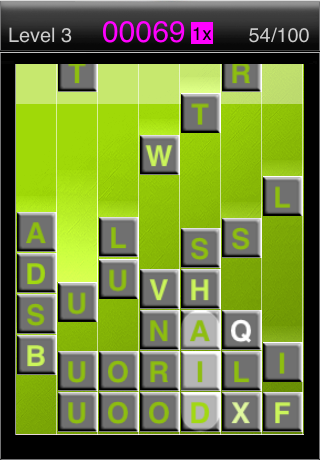 Level 3 00069 1x 54/100
T R
T
W
L
A L S S
D U V H
S U N A Q
B U O R I L I
U O O D X F